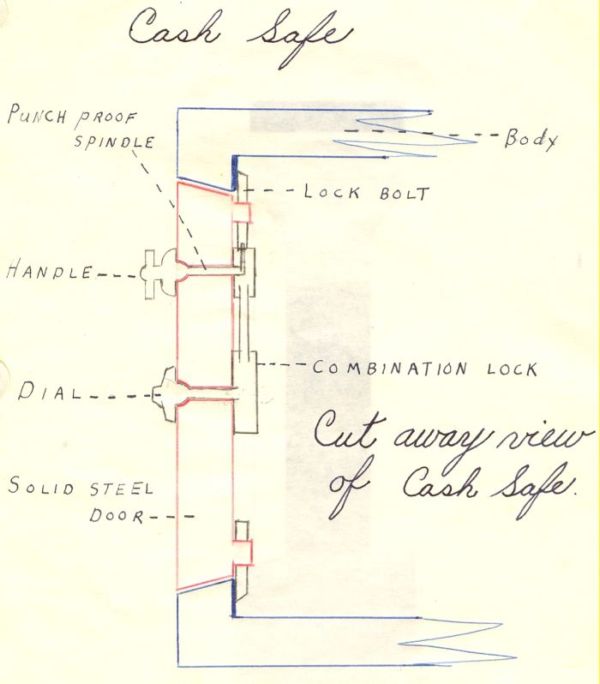 Cash Safe
PUNCH PROOF
SPINDLE
BODY
LOCK BOLT
HANDLE
COMBINATION LOCK
DIAL
Cut away view
of Cash Safe.
SOLID STEEL
DOOR